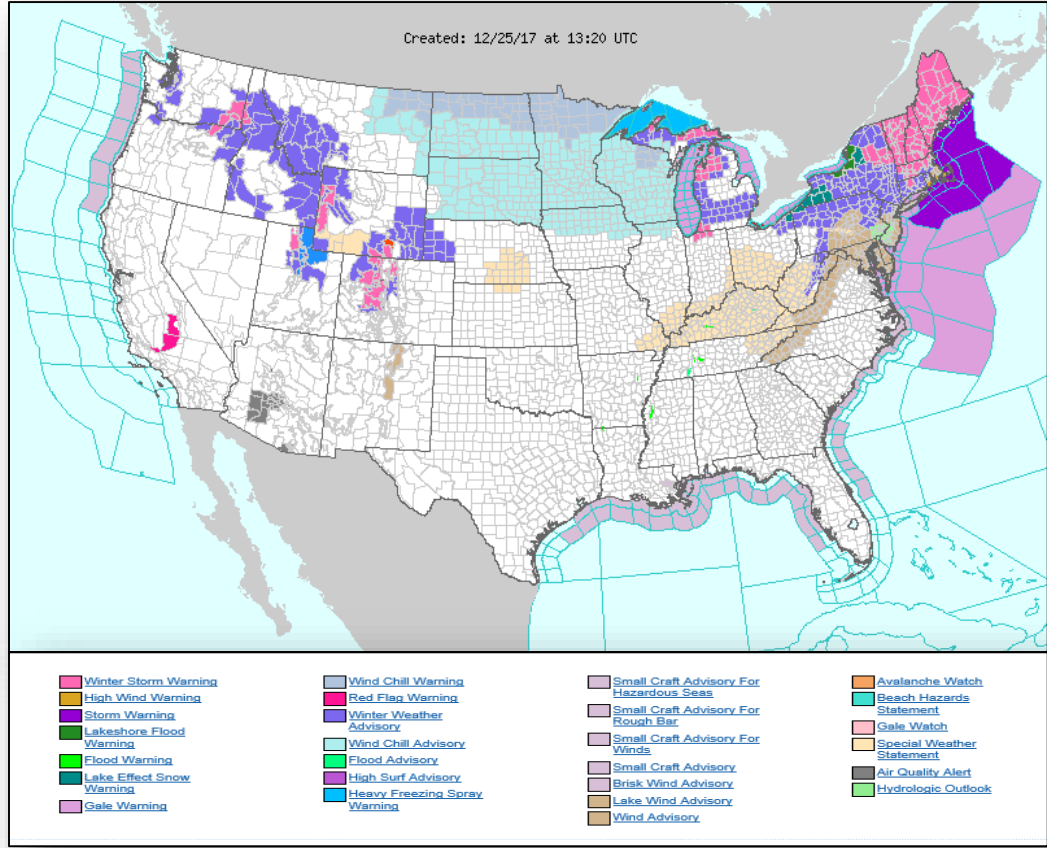 Created: 12/25/17 at 13:20 UTC
Winter Storm Warning
High Wind Warning
Storm Warning
Lakeshore Flood
Warning
Flood Warning
Lake Effect Snow
Warning
Gale Warning
Wind Chill Warning
Red Flag Warning
Winter Weather
Advisory
Wind Chill Advisory
Flood Advisory
High Surf Advisory
Heavy Freezing Spray
Warning
Small Craft Advisory For
Hazardous Seas
Small Craft Advisory For
Rough Bar
Small Craft Advisory For
Winds
Small Craft Advisory
Brisk Wind Advisory
Lake Wind Advisory
Wind Advisory
Avalanche Watch
Beach Hazards
Statement
Gale Watch
Special Weather
Statement
Air Quality Alert
Hydrologic Outlook